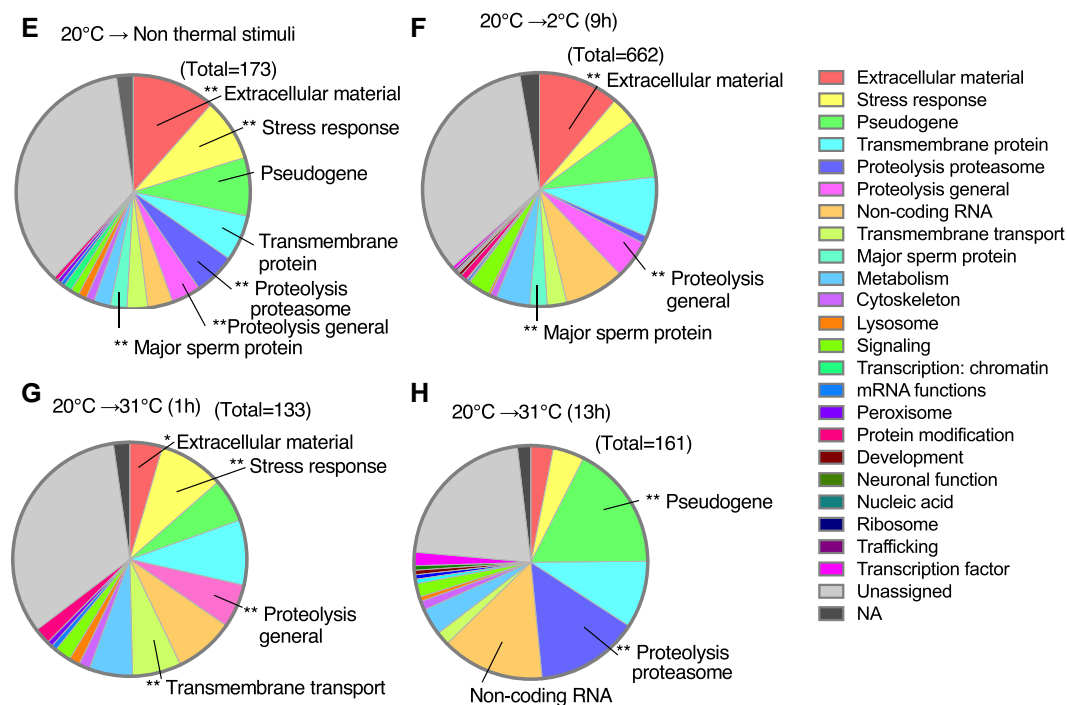 E
20°C → Non thermal stimuli
(Total=173)
** Extracellular material
** Stress response
Pseudogene
Transmembrane
protein
** Proteolysis
proteasome
**Proteolysis general
** Major sperm protein
F
20°C →2°C (9h)
(Total=662)
** Extracellular material
** Proteolysis
general
** Major sperm protein
G
20°C →31°C (1h)
(Total=133)
* Extracellular material
** Stress response
** Proteolysis
general
** Transmembrane transport
H
20°C →31°C (13h)
(Total=161)
** Pseudogene
** Proteolysis
proteasome
Non-coding RNA
Extracellular material
Stress response
Pseudogene
Transmembrane protein
Proteolysis proteasome
Proteolysis general
Non-coding RNA
Transmembrane transport
Major sperm protein
Metabolism
Cytoskeleton
Lysosome
Signaling
Transcription: chromatin
mRNA functions
Peroxisome
Protein modification
Development
Neuronal function
Nucleic acid
Ribosome
Trafficking
Transcription factor
Unassigned
NA